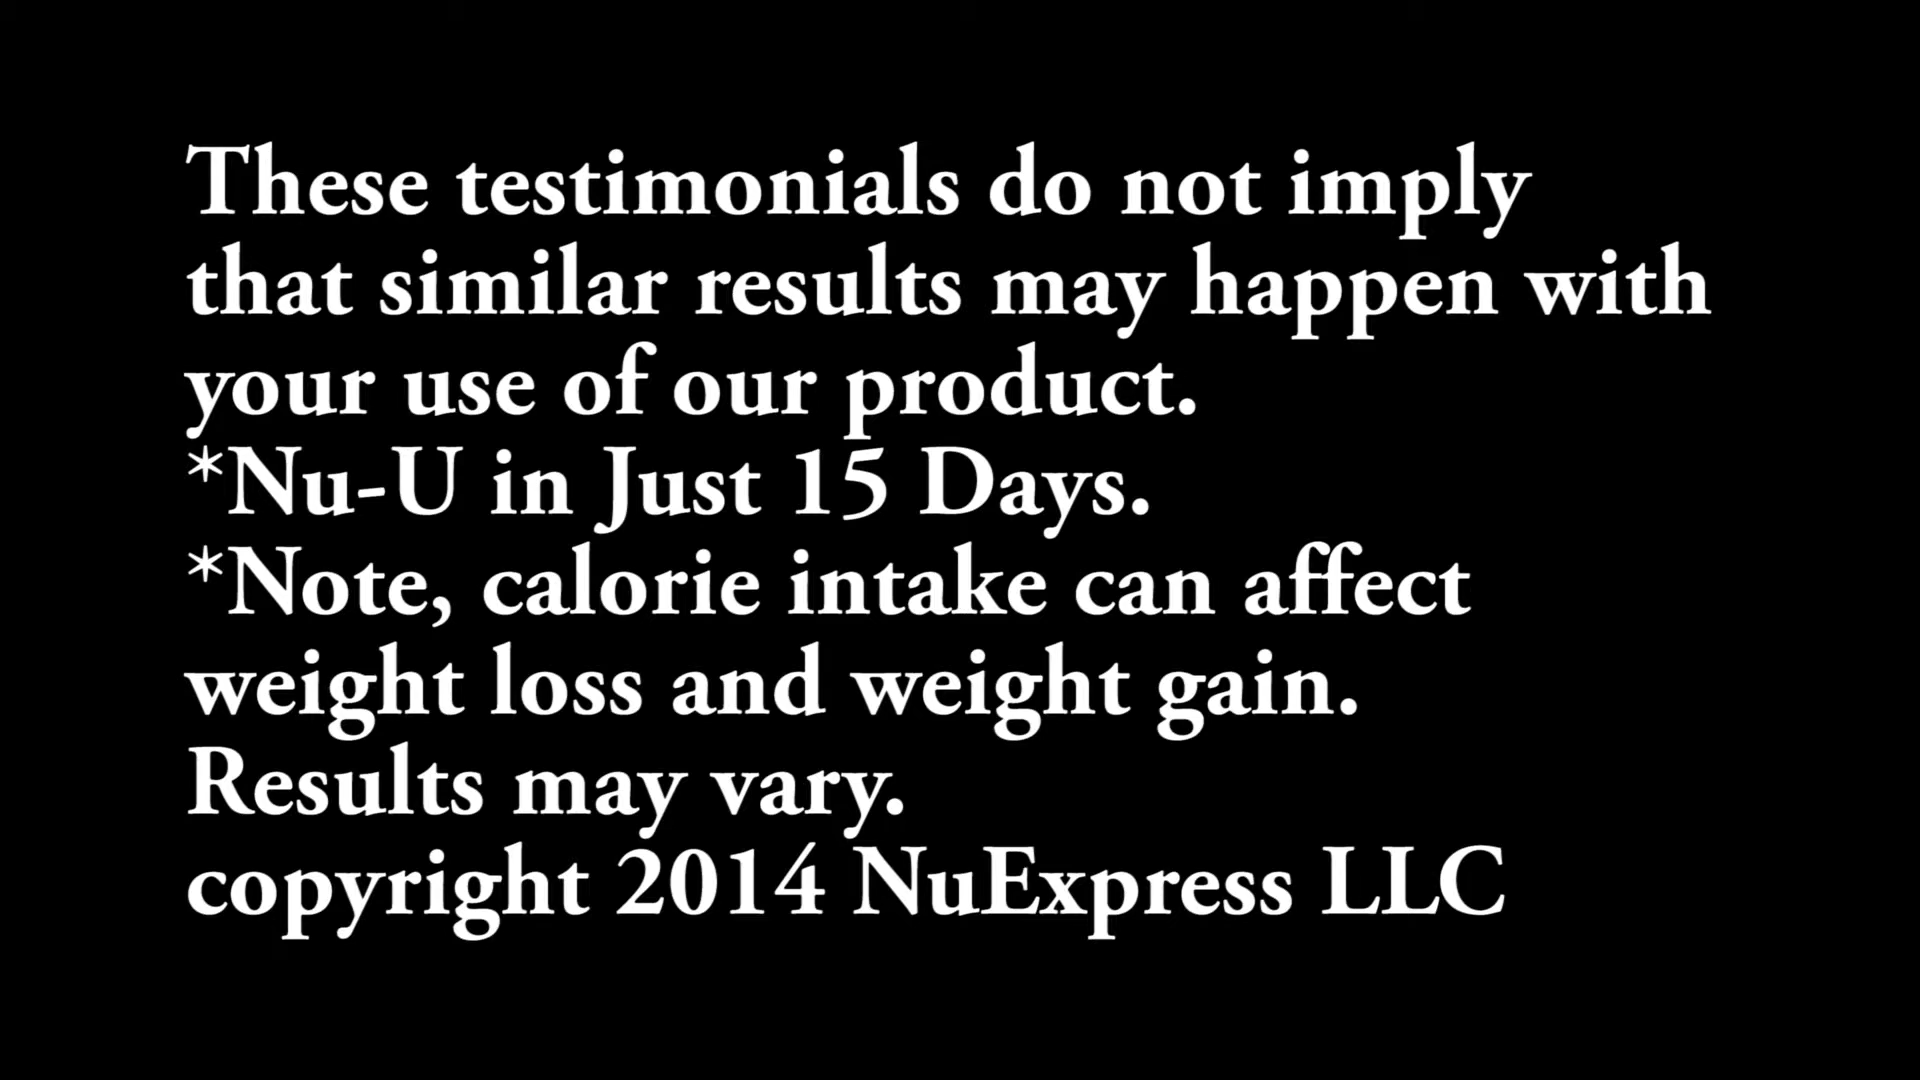 These testimonials do not imply
that similar results may happen with
your use of our product.
*Nu-U in Just 15 Days.
*Note, calorie intake can affect
weight loss and weight gain.
Results may vary.
copyright 2014 NuExpress LLC